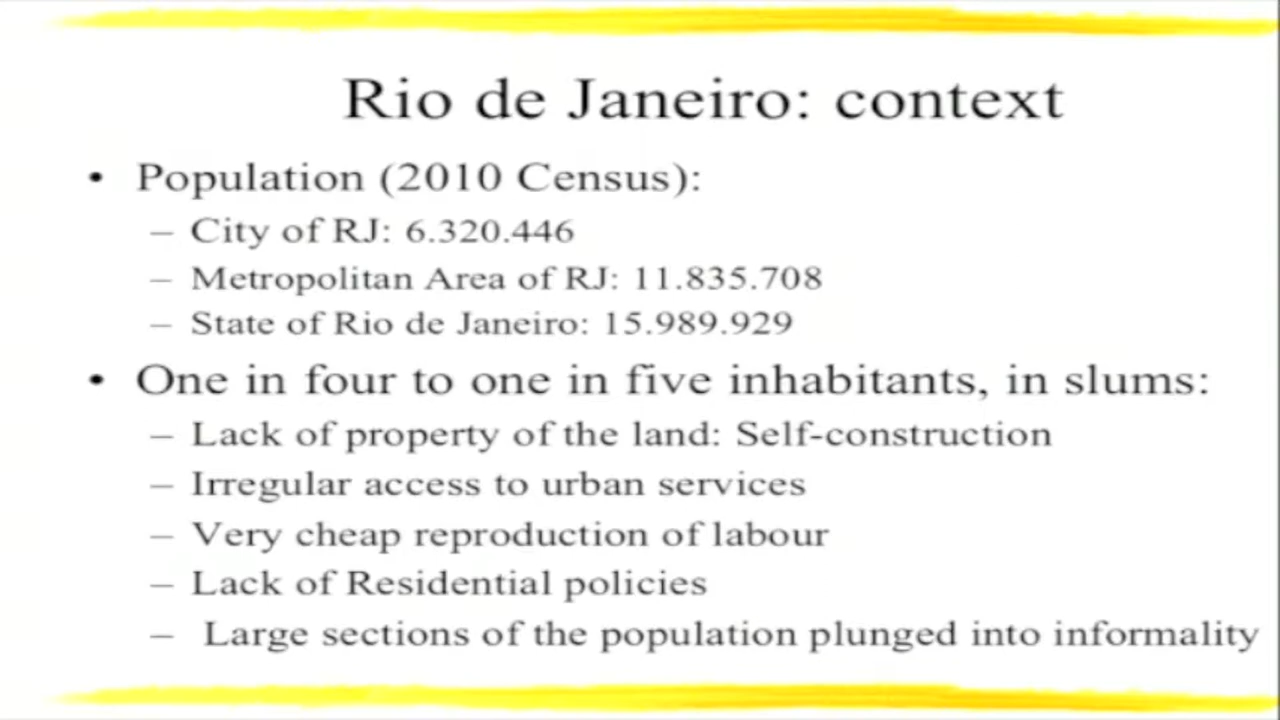 Rio de Janeiro: context
• Population (2010 Census):
– City of RJ: 6.320.446
– Metropolitan Area of RJ: 11.835.708
– State of Rio de Janeiro: 15.989.929
• One in four to one in five inhabitants, in slums:
– Lack of property of the land: Self-construction
– Irregular access to urban services
– Very cheap reproduction of labour
– Lack of Residential policies
– Large sections of the population plunged into informality